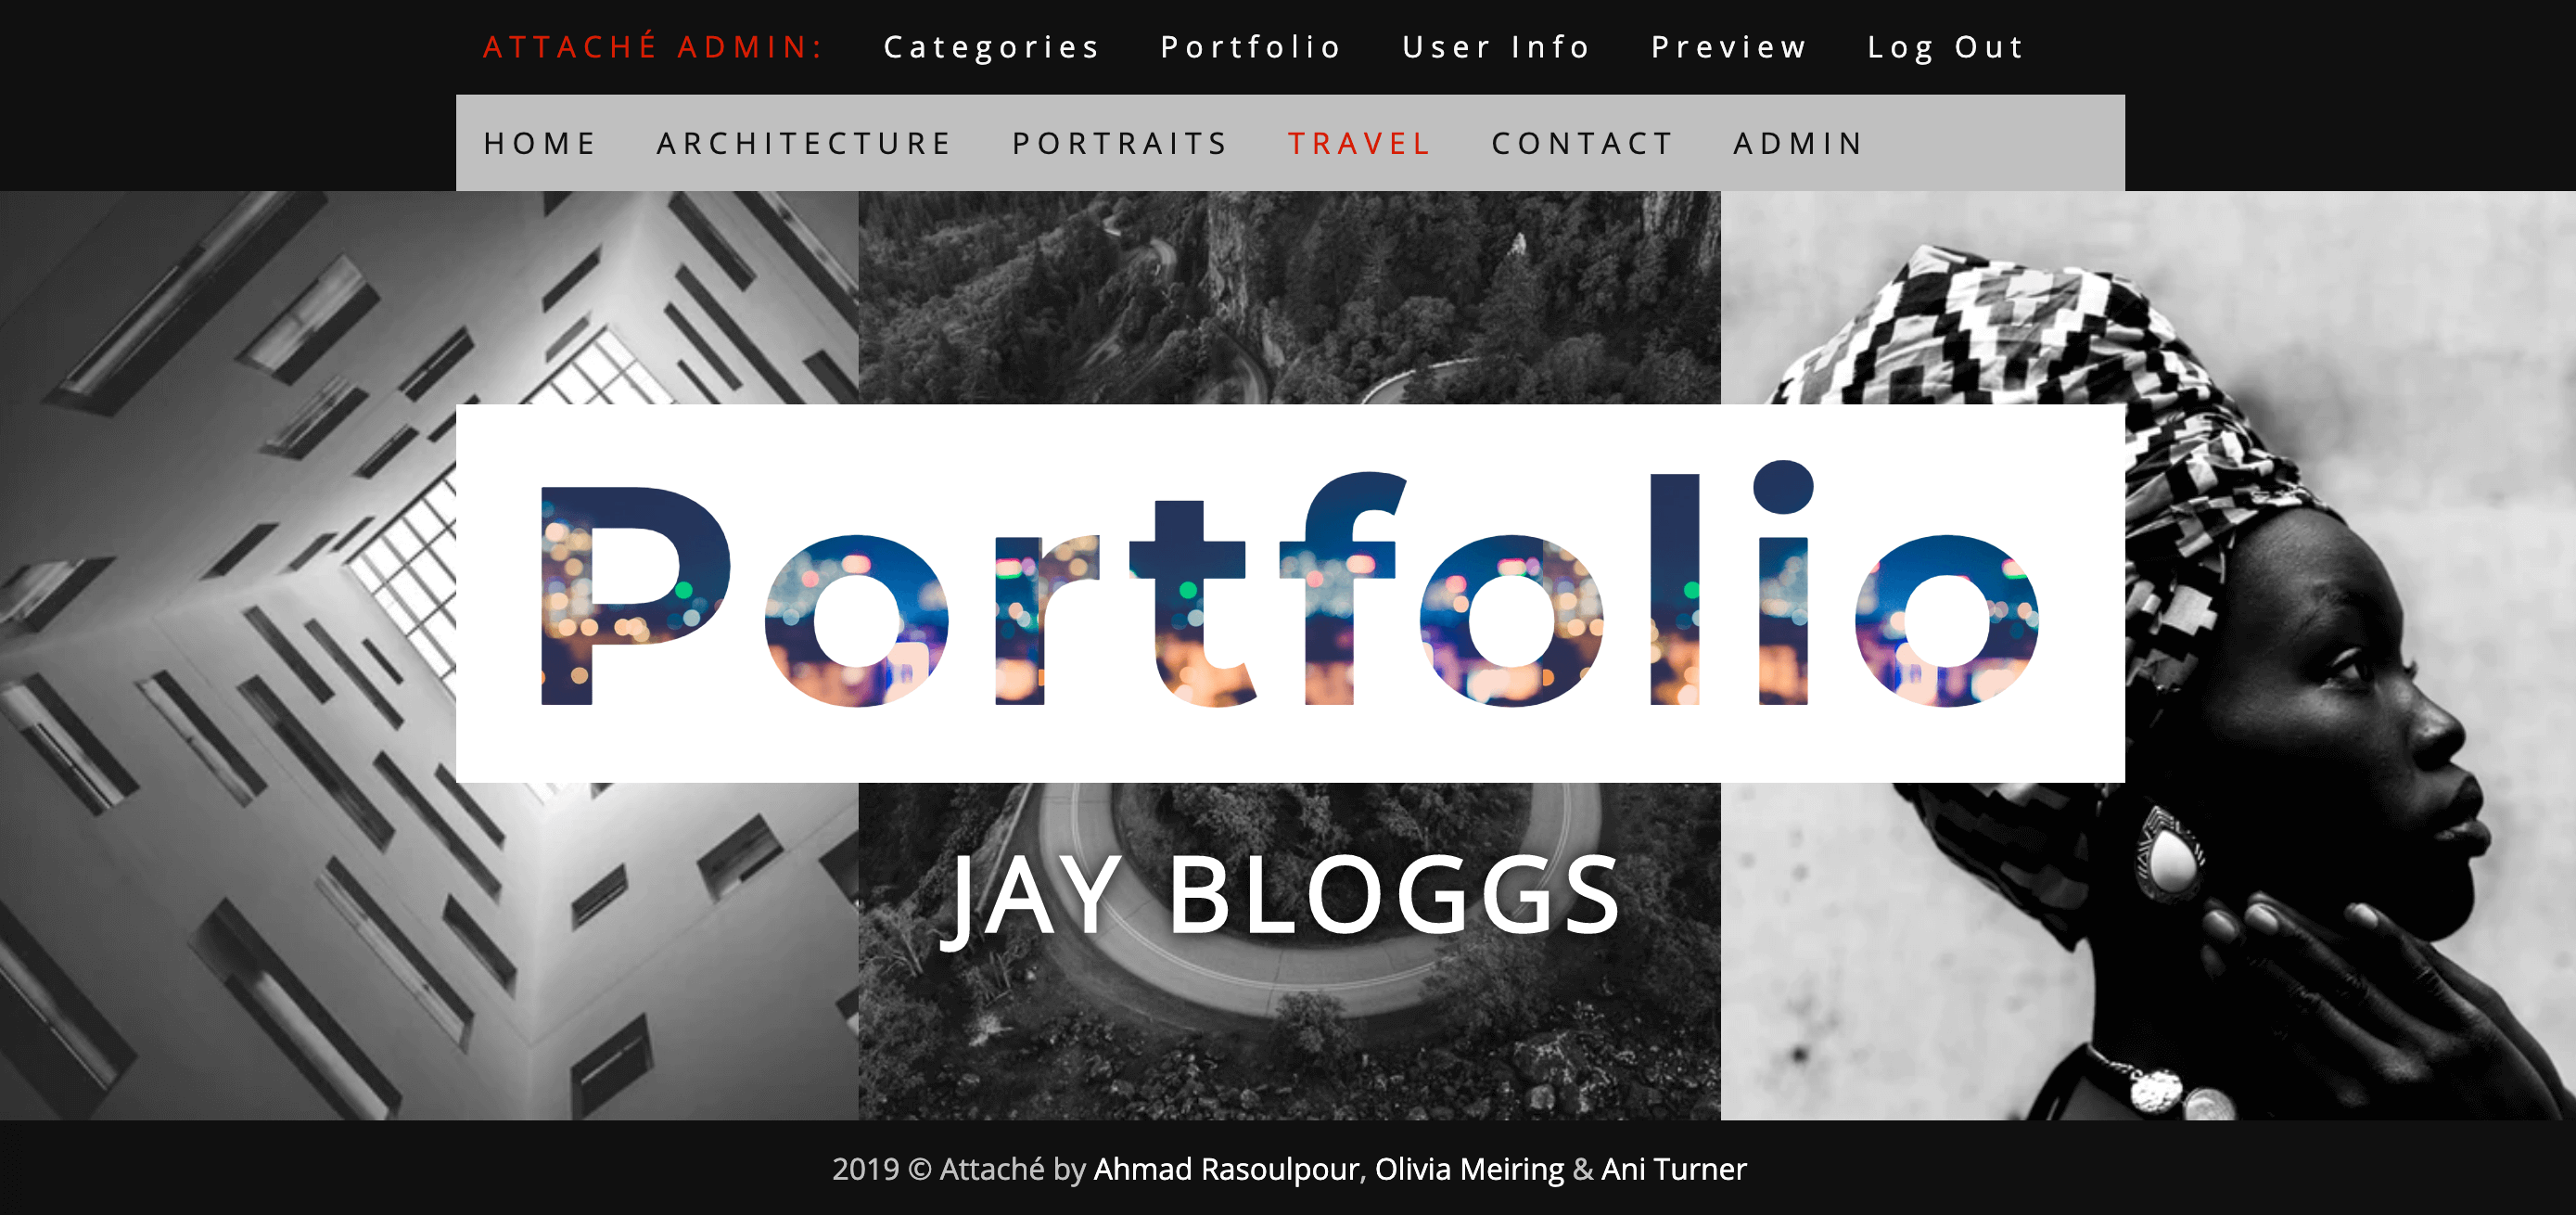 ATTACHÉ ADMIN: Categories Portfolio User Info Preview Log Out
HOME ARCHITECTURE PORTRAITS TRAVEL CONTACT ADMIN
Portfolio
JAY BLOGGS
2019 © Attaché by Ahmad Rasoulpour, Olivia Meiring & Ani Turner